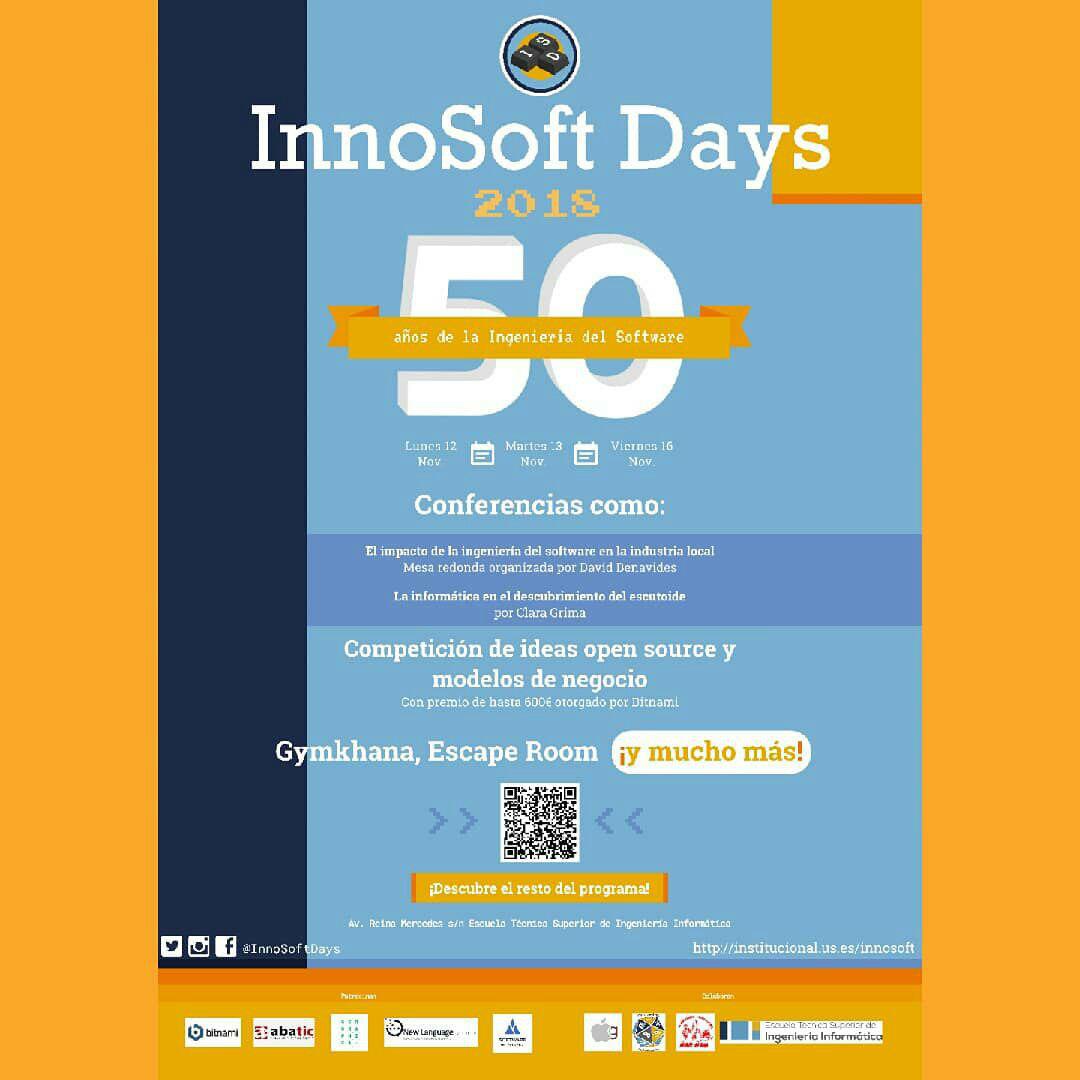 I S D
InnoSoft Days
2018
50
años de la Ingeniería del Software
Lunes 12 Nov.
Martes 13 Nov.
Viernes 16 Nov.
Conferencias como:
El impacto de la ingeniería del software en la industria local
Mesa redonda organizada por David Benavides
La informática en el descubrimiento del escutoide
por Clara Grima
Competición de ideas open source y
modelos de negocio
Con premio de hasta 600€ otorgado por Bitnami
Gymkhana, Escape Room ¡y mucho más!
¡Descubre el resto del programa!
Av. Reina Mercedes s/n Escuela Técnica Superior de Ingeniería Informática
@InnoSoftDays
http://institucional.us.es/innosoft
Patrocinan
Colaboran
bitnami
abatic
New Language
Escuela Técnica Superior de
Ingeniería Informática